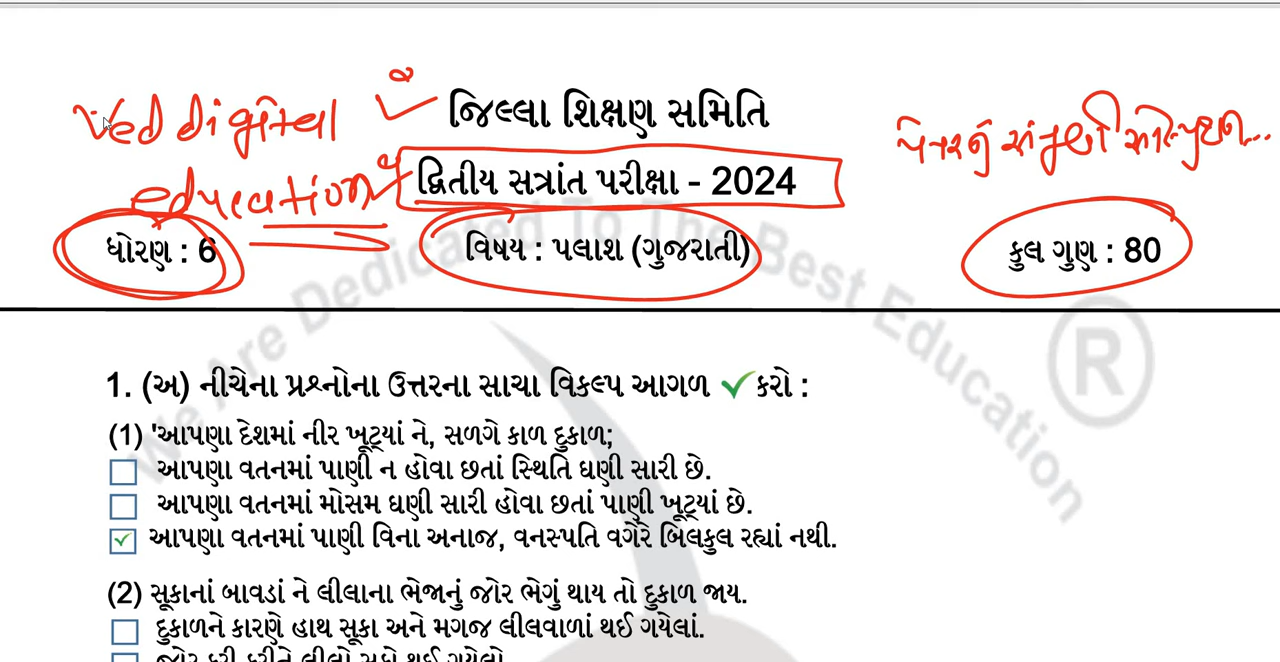 Ved digital
education
જિલ્લા શિક્ષણ સમિતિ
પેપરનું સંપૂર્ણ સોલ્યુશન...
દ્વિતીય સત્રાંત પરીક્ષા - 2024
ધોરણ : 6
વિષય : પલાશ (ગુજરાતી)
કુલ ગુણ : 80
We Are Dedicated To The Best Education
®
1. (અ) નીચેના પ્રશ્નોના ઉત્તરના સાચા વિકલ્પ આગળ ✓ કરો :
(1) 'આપણા દેશમાં નીર ખૂટ્યાં ને, સળગે કાળ દુકાળ;
આપણા વતનમાં પાણી ન હોવા છતાં સ્થિતિ ઘણી સારી છે.
આપણા વતનમાં મોસમ ઘણી સારી હોવા છતાં પાણી ખૂટ્યાં છે.
✓ આપણા વતનમાં પાણી વિના અનાજ, વનસ્પતિ વગેરે બિલકુલ રહ્યાં નથી.
(2) સૂકાનાં બાવડાં ને લીલાના ભેજાનું જોર ભેગું થાય તો દુકાળ જાય.
દુકાળને કારણે હાથ સૂકા અને મગજ લીલવાળાં થઈ ગયેલાં.